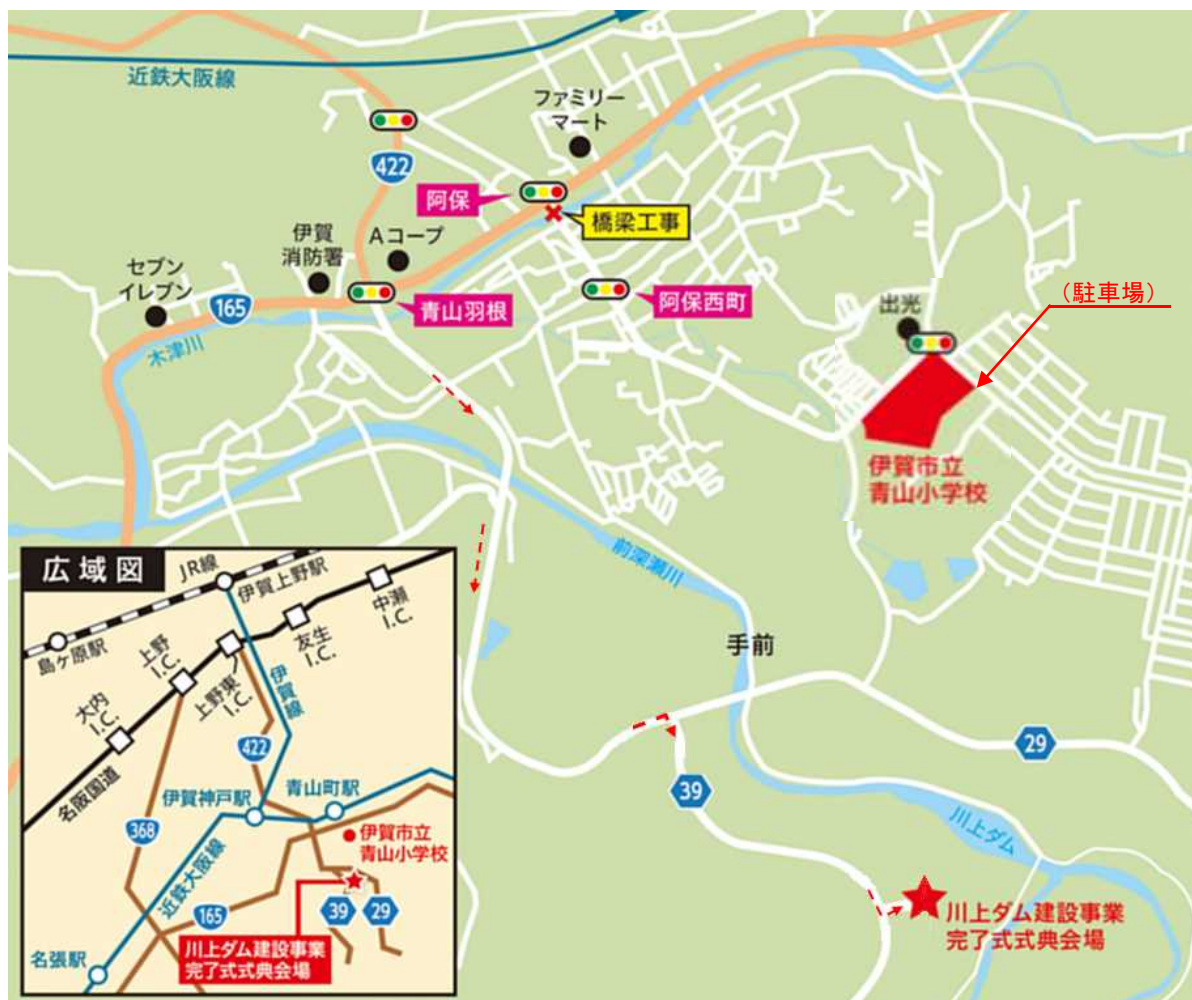 近鉄大阪線
ファミリー
マート
422
阿保
橋梁工事
伊賀
消防署
Aコープ
セブン
イレブン
165
青山羽根
阿保西町
木津川
出光
(駐車場)
伊賀市立
青山小学校
前深瀬川
手前
29
39
川上ダム
川上ダム建設事業
完了式式典会場
広域図
JR線
伊賀上野駅
島ヶ原駅
中瀬
I.C.
友生
I.C.
上野
I.C.
上野東
I.C.
大内
I.C.
伊賀線
名阪国道
422
伊賀神戸駅
青山町駅
368
伊賀市立
青山小学校
近鉄大阪線
165
39
29
名張駅
川上ダム建設事業
完了式式典会場